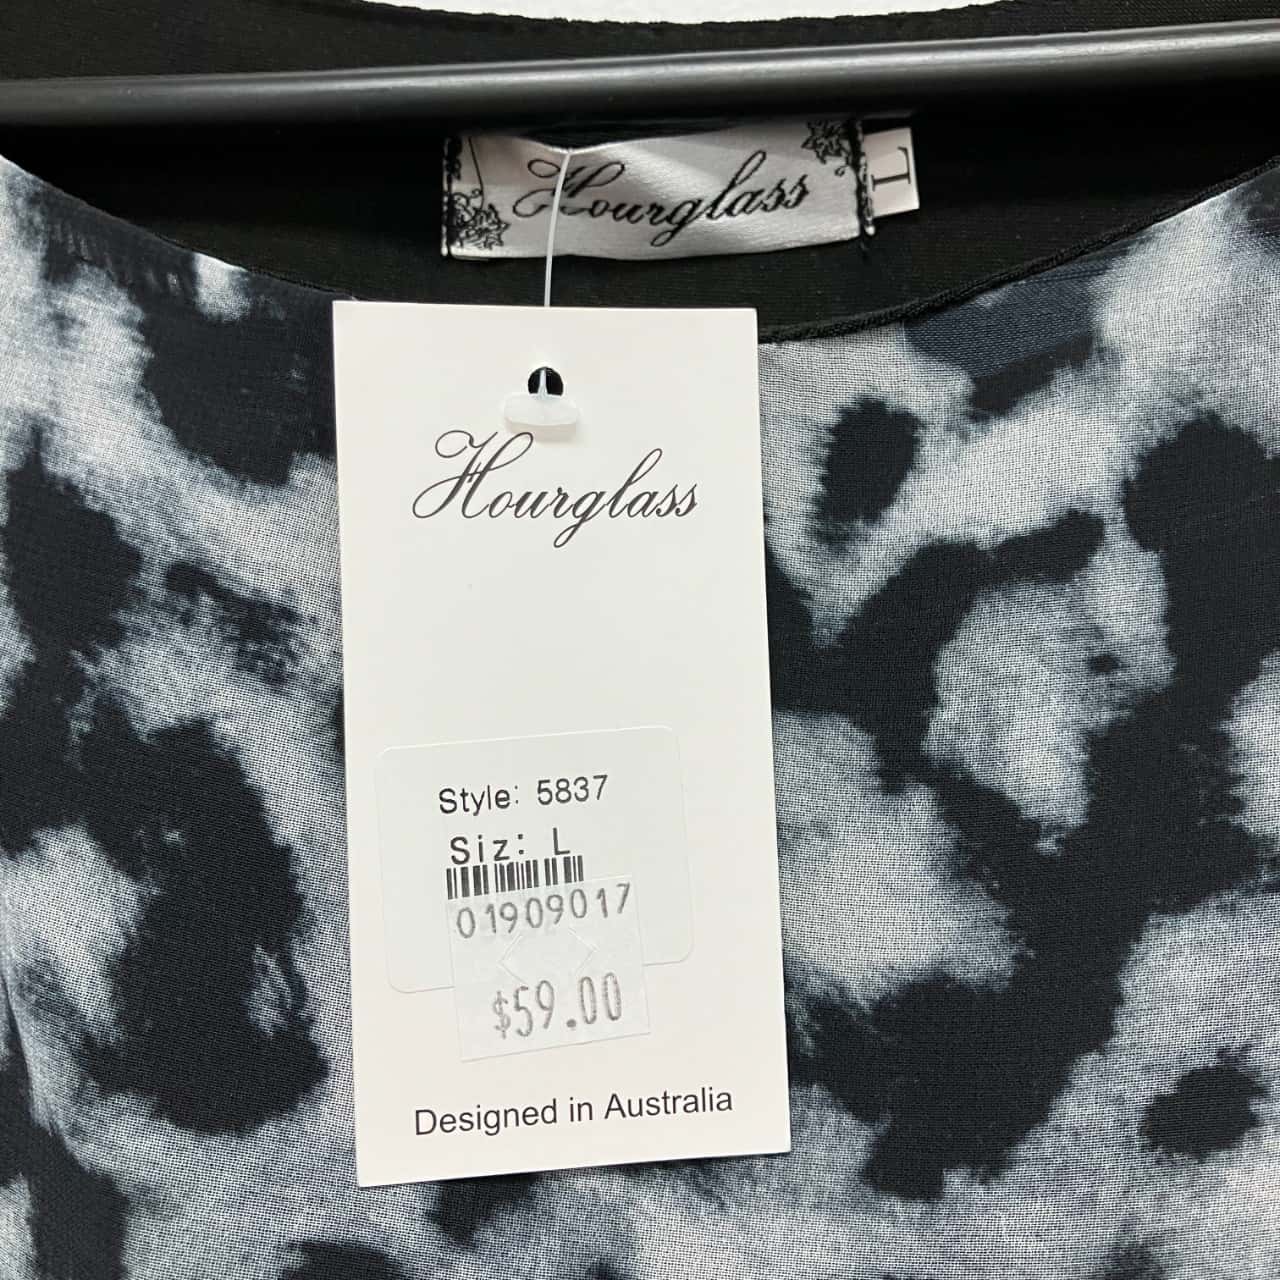 Hourglass
L
Hourglass
Style: 5837
Siz: L
01909017
$59.00
Designed in Australia